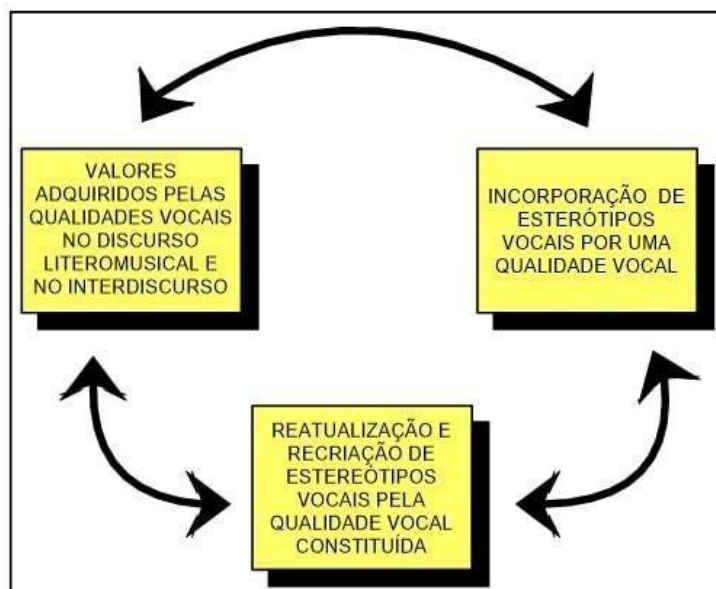 VALORES
ADQUIRIDOS PELAS
QUALIDADES VOCAIS
NO DISCURSO
LITEROMUSICAL E
NO INTERDISCURSO
INCORPORAÇÃO DE
ESTERÓTIPOS
VOCAIS POR UMA
QUALIDADE VOCAL
REATUALIZAÇÃO E
RECRIAÇÃO DE
ESTEREÓTIPOS
VOCAIS PELA
QUALIDADE VOCAL
CONSTITUÍDA